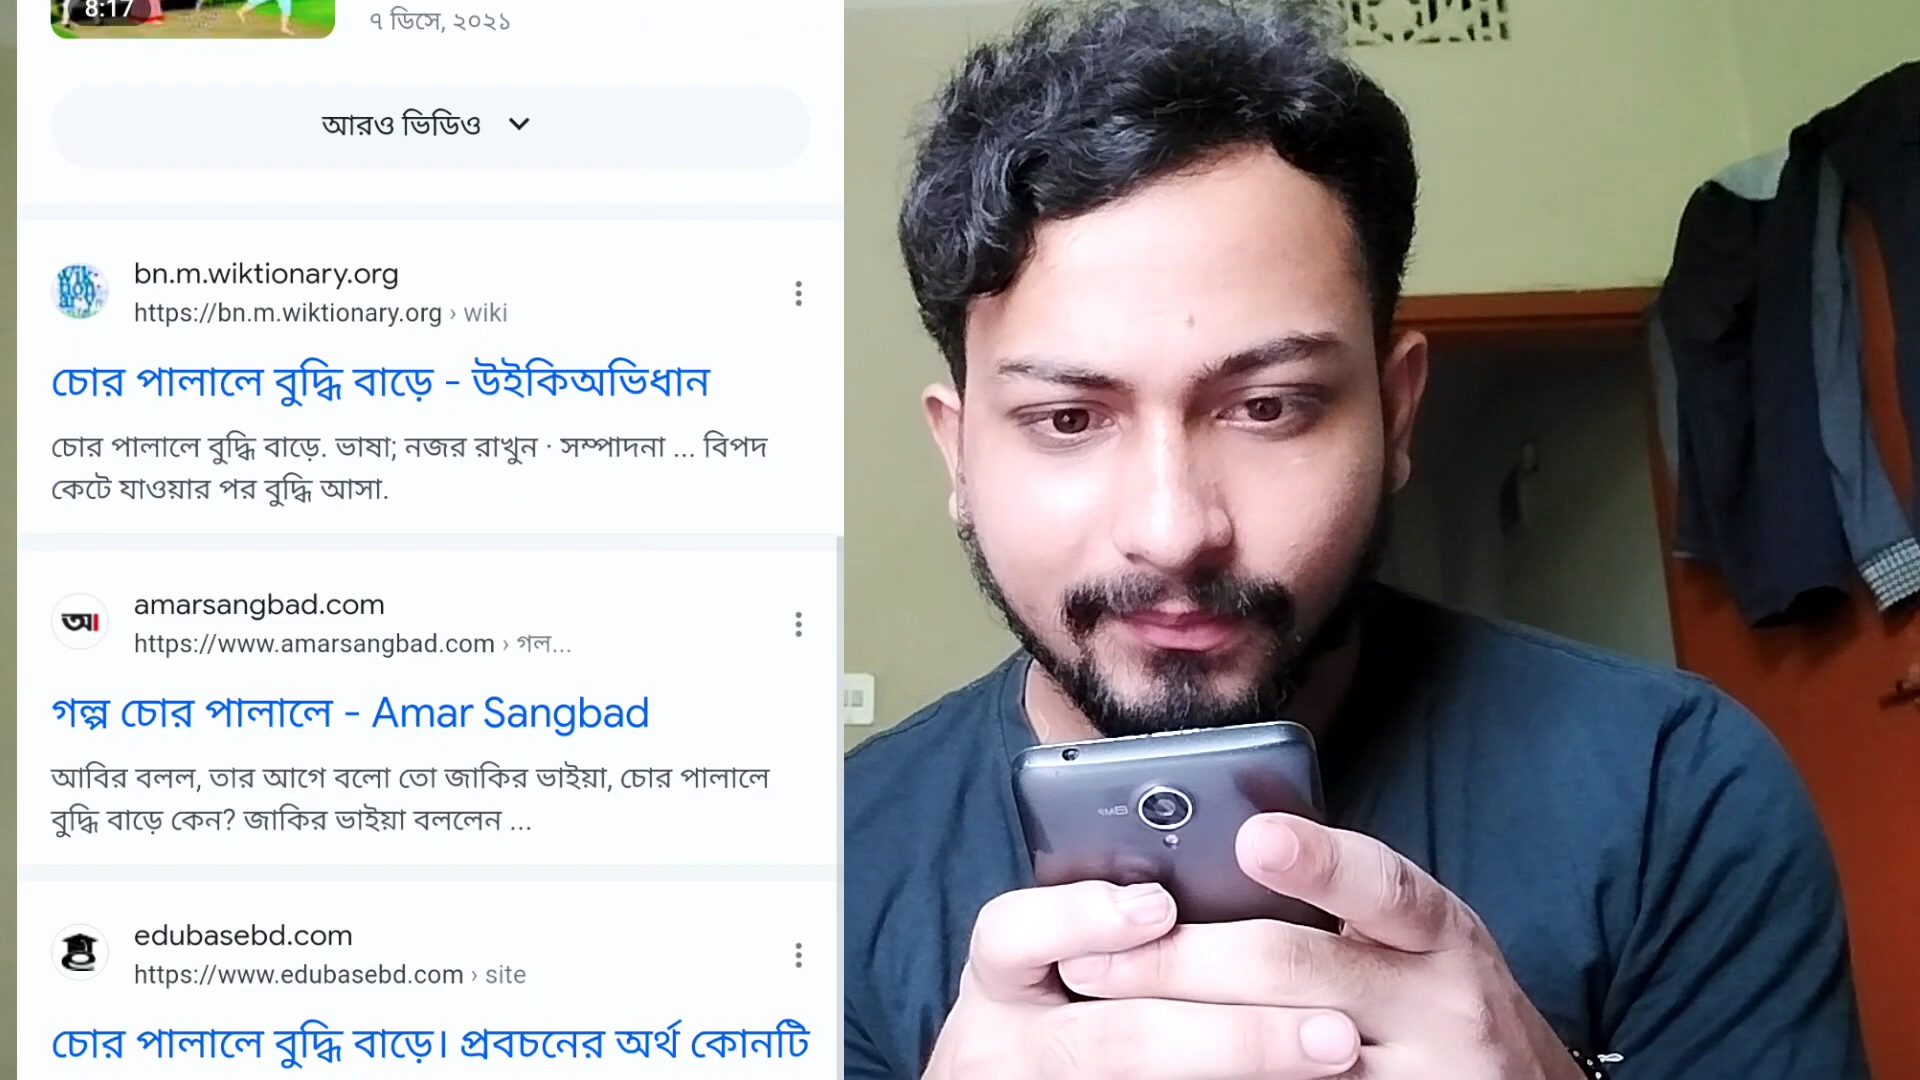 8:17
৭ ডিসে, ২০২১
আরও ভিডিও
bn.m.wiktionary.org
https://bn.m.wiktionary.org › wiki
চোর পালালে বুদ্ধি বাড়ে - উইকিঅভিধান
চোর পালালে বুদ্ধি বাড়ে. ভাষা; নজর রাখুন · সম্পাদনা ... বিপদ
কেটে যাওয়ার পর বুদ্ধি আসা.
আ
amarsangbad.com
https://www.amarsangbad.com › গল...
গল্প চোর পালালে - Amar Sangbad
আবির বলল, তার আগে বলো তো জাকির ভাইয়া, চোর পালালে
বুদ্ধি বাড়ে কেন? জাকির ভাইয়া বললেন ...
edubasebd.com
https://www.edubasebd.com › site
চোর পালালে বুদ্ধি বাড়ে। প্রবচনের অর্থ কোনটি